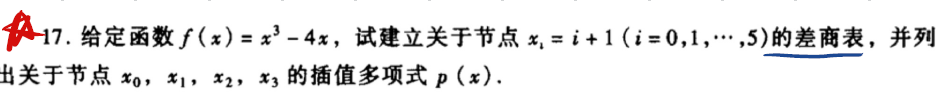 17. 给定函数 f(x) = x³ - 4x, 试建立关于节点 xᵢ = i + 1 (i = 0,1,⋯,5)的差商表, 并列
出关于节点 x₀, x₁, x₂, x₃ 的插值多项式 p (x).